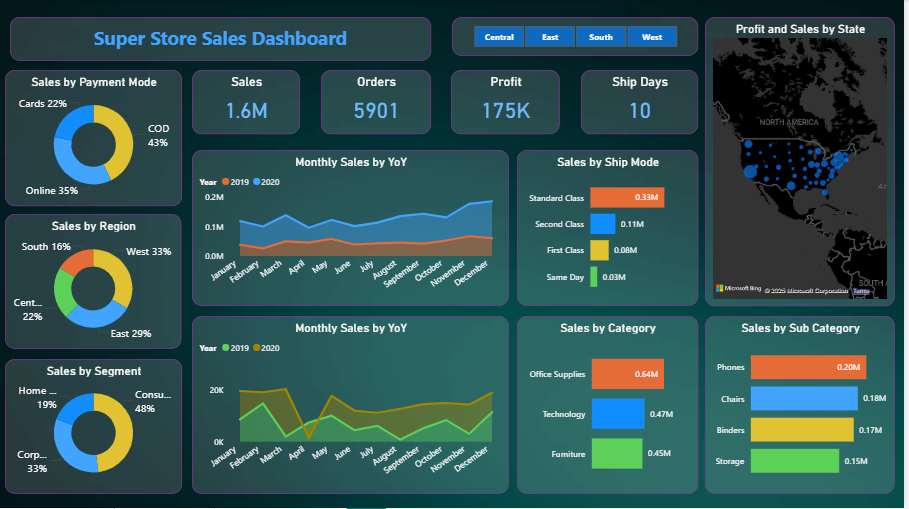 Super Store Sales Dashboard
Central East South West
Profit and Sales by State
NORTH AMERICA
SOUTH
Microsoft Bing
© 2025 Microsoft Corporation Terms
Sales by Payment Mode
Cards 22%
COD
43%
Online 35%
Sales
1.6M
Orders
5901
Profit
175K
Ship Days
10
Monthly Sales by YoY
Year 2019 2020
0.2M
0.1M
0.0M
January
February
March
April
May
June
July
August
September
October
November
December
Sales by Ship Mode
Standard Class 0.33M
Second Class 0.11M
First Class 0.08M
Same Day 0.03M
Sales by Region
South 16%
West 33%
Cent...
22%
East 29%
Monthly Sales by YoY
Year 2019 2020
20K
0K
January
February
March
April
May
June
July
August
September
October
November
December
Sales by Category
Office Supplies 0.64M
Technology 0.47M
Furniture 0.45M
Sales by Sub Category
Phones 0.20M
Chairs 0.18M
Binders 0.17M
Storage 0.15M
Sales by Segment
Home ...
19%
Consu...
48%
Corp...
33%